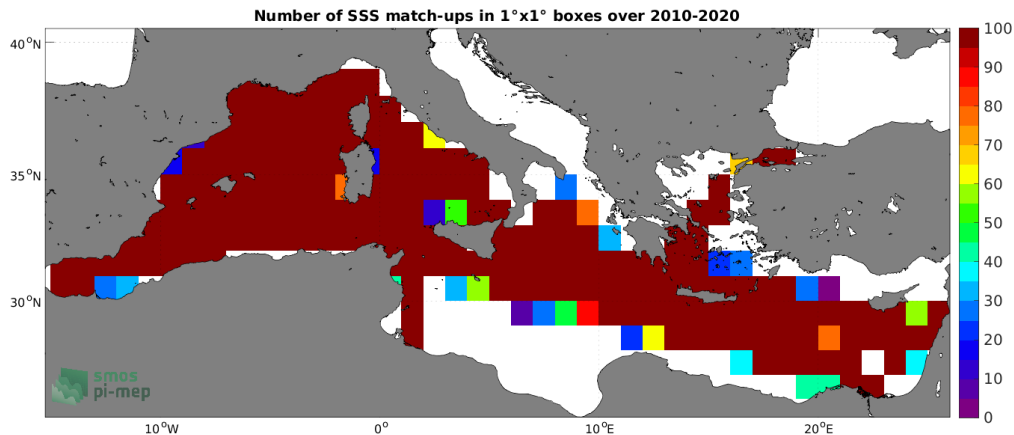 Number of SSS match-ups in 1°x1° boxes over 2010-2020
40°N
35°N
30°N
10°W
0°
10°E
20°E
100
90
80
70
60
50
40
30
20
10
0
smos
pi-mep